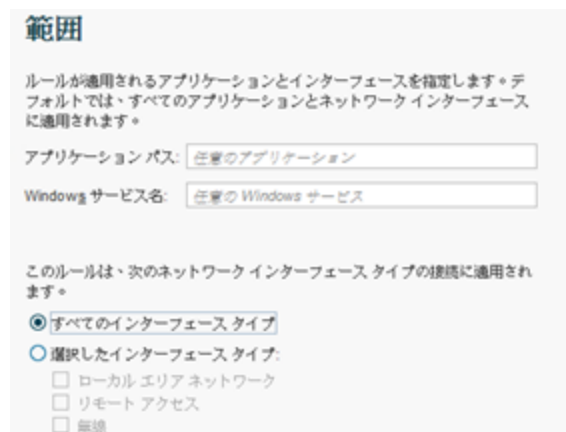 範囲
ルールが適用されるアプリケーションとインターフェースを指定します。デ
フォルトでは、すべてのアプリケーションとネットワーク インターフェース
に適用されます。
アプリケーション パス: 任意のアプリケーション
Windows サービス名: 任意の Windows サービス
このルールは、次のネットワーク インターフェース タイプの接続に適用され
ます。
すべてのインターフェース タイプ
選択したインターフェース タイプ:
ローカル エリア ネットワーク
リモート アクセス
無線